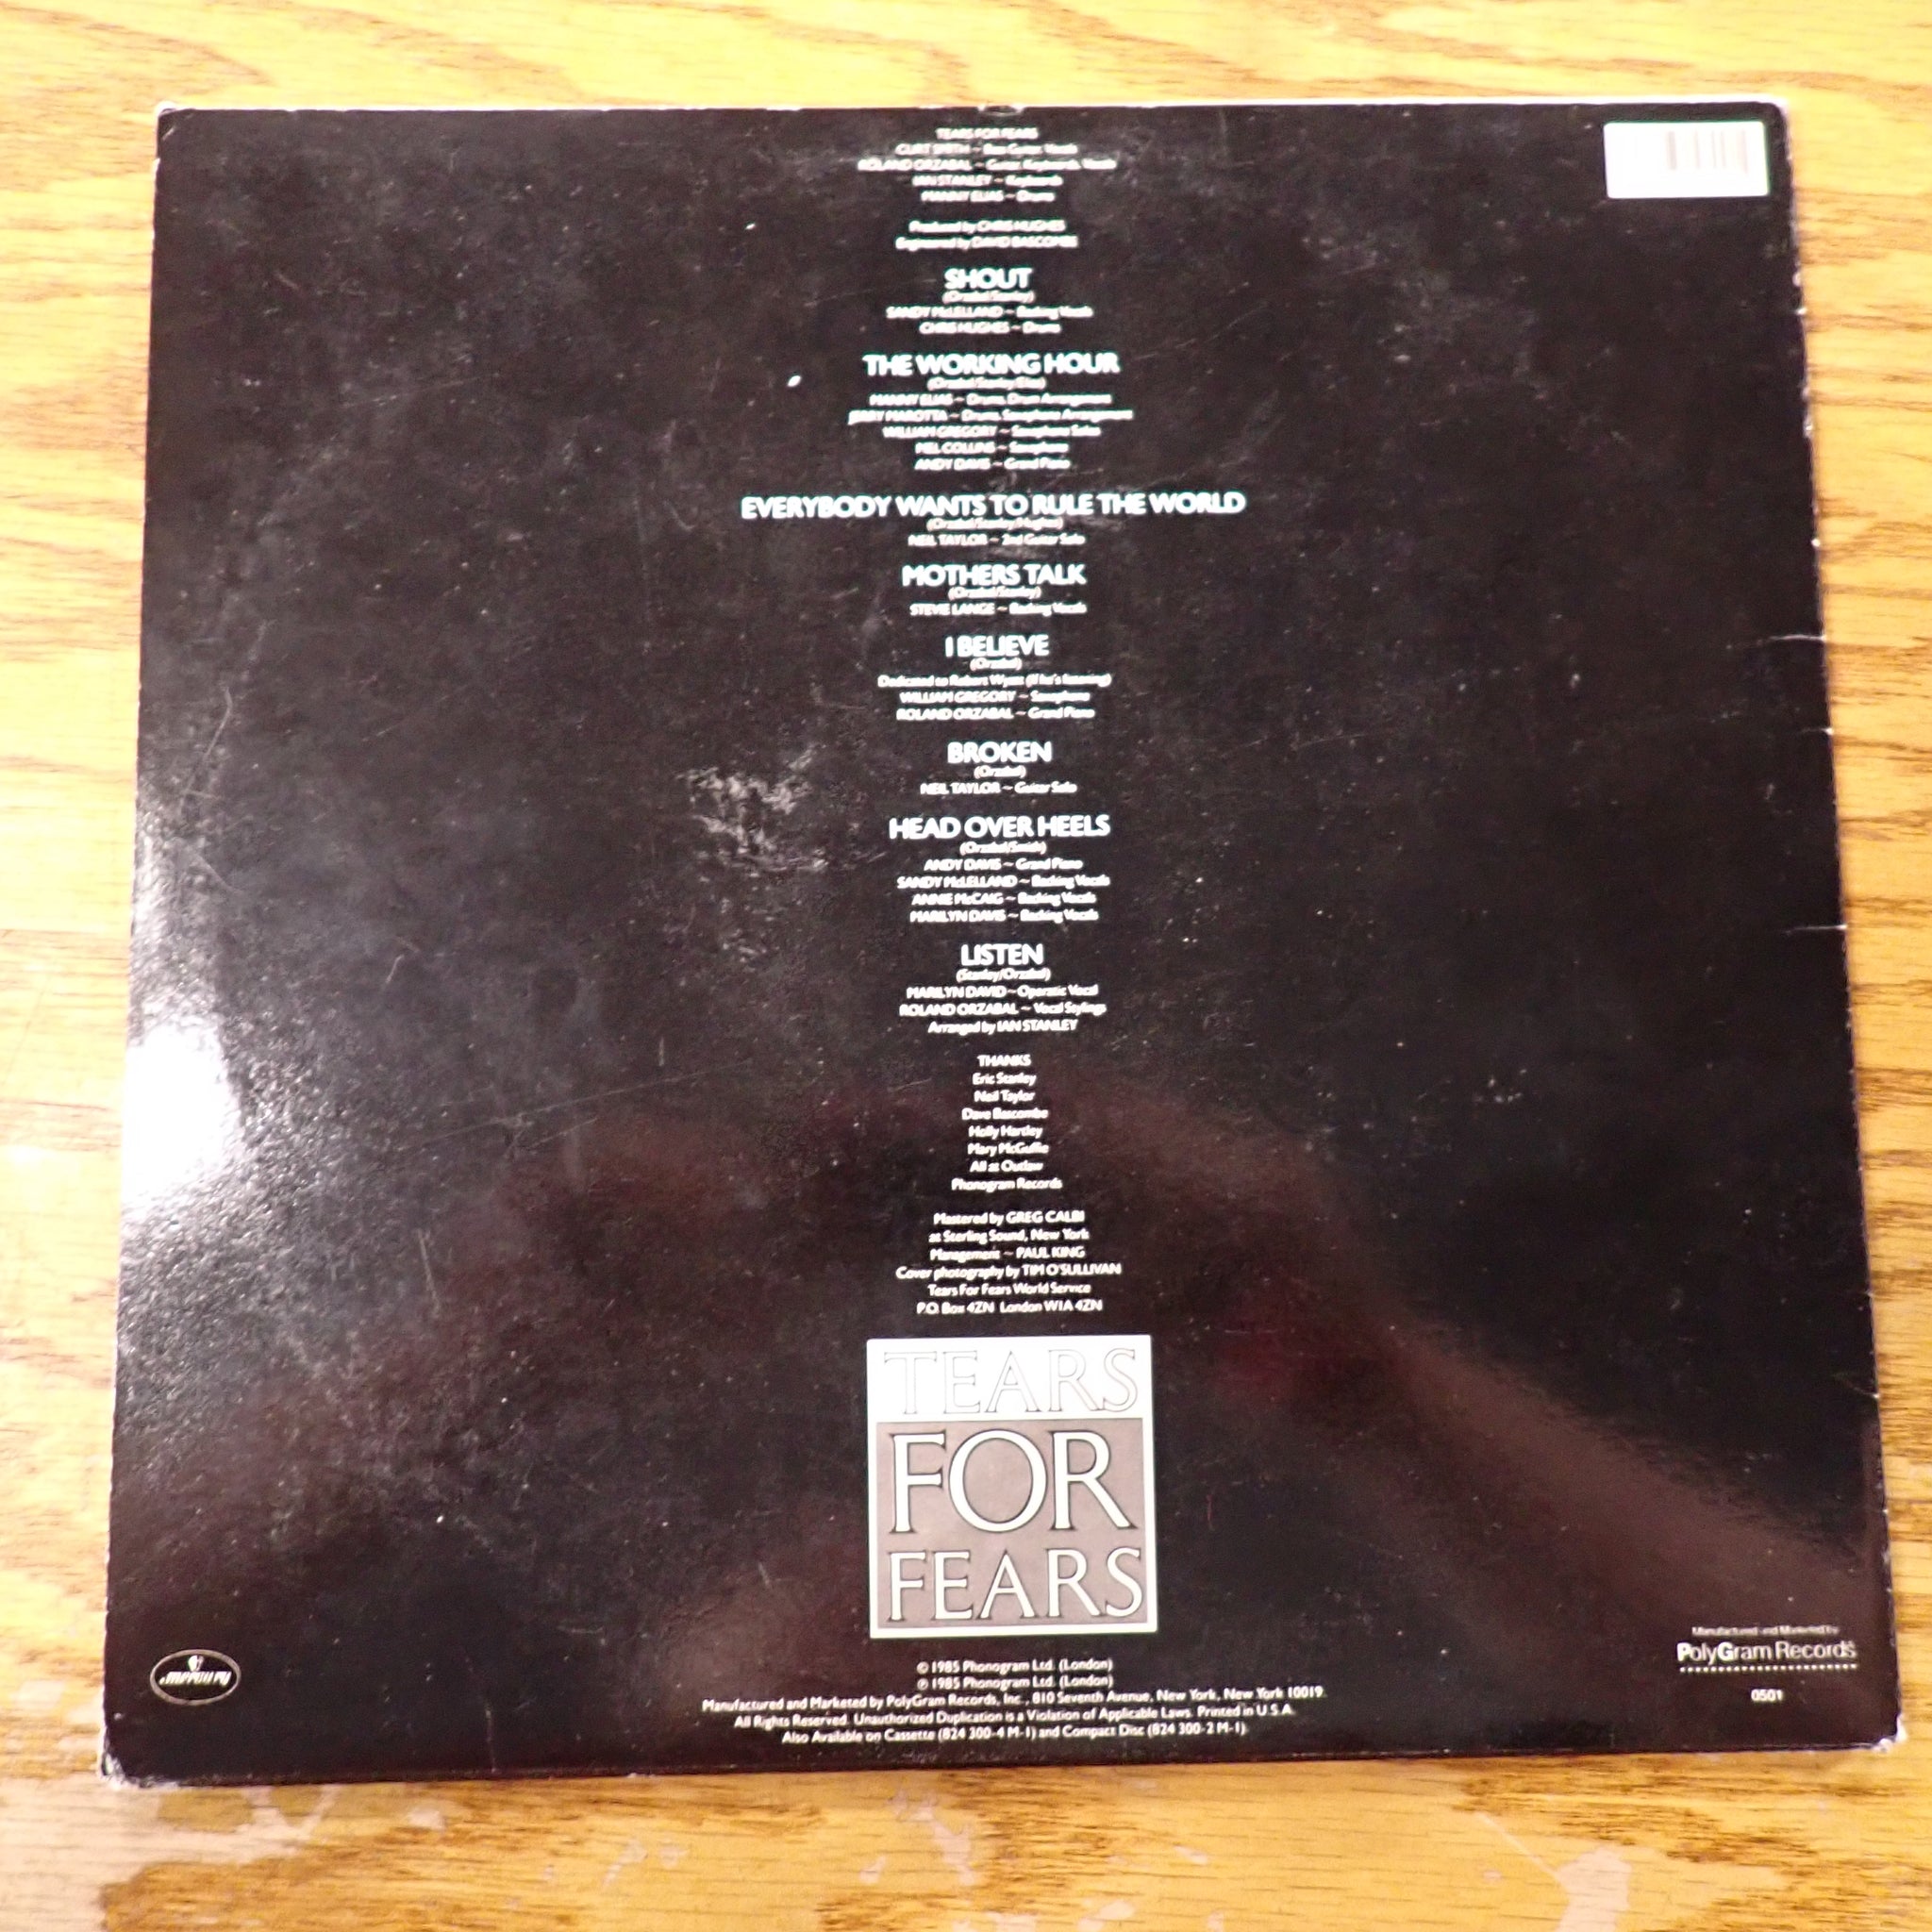 TEARS FOR FEARS
CURT SMITH ~ Bass Guitar, Vocals
ROLAND ORZABAL ~ Guitar, Keyboards, Vocals
IAN STANLEY ~ Keyboards
MANNY ELIAS ~ Drums
Produced by CHRIS HUGHES
Engineered by DAVID BASCOMBE
SHOUT
(Orzabal/Stanley)
SANDY McLELLAND ~ Backing Vocals
CHRIS HUGHES ~ Drums
THE WORKING HOUR
(Orzabal/Stanley/Elias)
MANNY ELIAS ~ Drums, Drum Arrangement
JERRY MAROTTA ~ Drums, Saxophone Arrangement
WILLIAM GREGORY ~ Saxophone Solos
MEL COLLINS ~ Saxophone
ANDY DAVIS ~ Grand Piano
EVERYBODY WANTS TO RULE THE WORLD
(Orzabal/Stanley/Hughes)
NEIL TAYLOR ~ 2nd Guitar Solo
MOTHERS TALK
(Orzabal/Stanley)
STEVIE LANGE ~ Backing Vocals
I BELIEVE
(Orzabal)
Dedicated to Robert Wyatt (if he's listening)
WILLIAM GREGORY ~ Saxophone
ROLAND ORZABAL ~ Grand Piano
BROKEN
(Orzabal)
NEIL TAYLOR ~ Guitar Solo
HEAD OVER HEELS
(Orzabal/Smith)
ANDY DAVIS ~ Grand Piano
SANDY McLELLAND ~ Backing Vocals
ANNIE McCAIG ~ Backing Vocals
MARILYN DAVIS ~ Backing Vocals
LISTEN
(Stanley/Orzabal)
MARILYN DAVID ~ Operatic Vocal
ROLAND ORZABAL ~ Vocal Stylings
Arranged by IAN STANLEY
THANKS
Eric Stanley
Neil Taylor
Dave Bascombe
Holly Hartley
Mary McGuffie
All at Outlaw
Phonogram Records
Mastered by GREG CALBI
at Sterling Sound, New York
Management ~ PAUL KING
Cover photography by TIM O'SULLIVAN
Tears For Fears World Service
P.O. Box 4ZN London W1A 4ZN
TEARS
FOR
FEARS
mercury
© 1985 Phonogram Ltd. (London)
℗ 1985 Phonogram Ltd. (London)
Manufactured and Marketed by PolyGram Records, Inc., 810 Seventh Avenue, New York, New York 10019
All Rights Reserved. Unauthorized Duplication is a Violation of Applicable Laws. Printed in U.S.A.
Also Available on Cassette (824 300-4 M-1) and Compact Disc (824 300-2 M-1).
Manufactured and Marketed by
PolyGram Records
0501